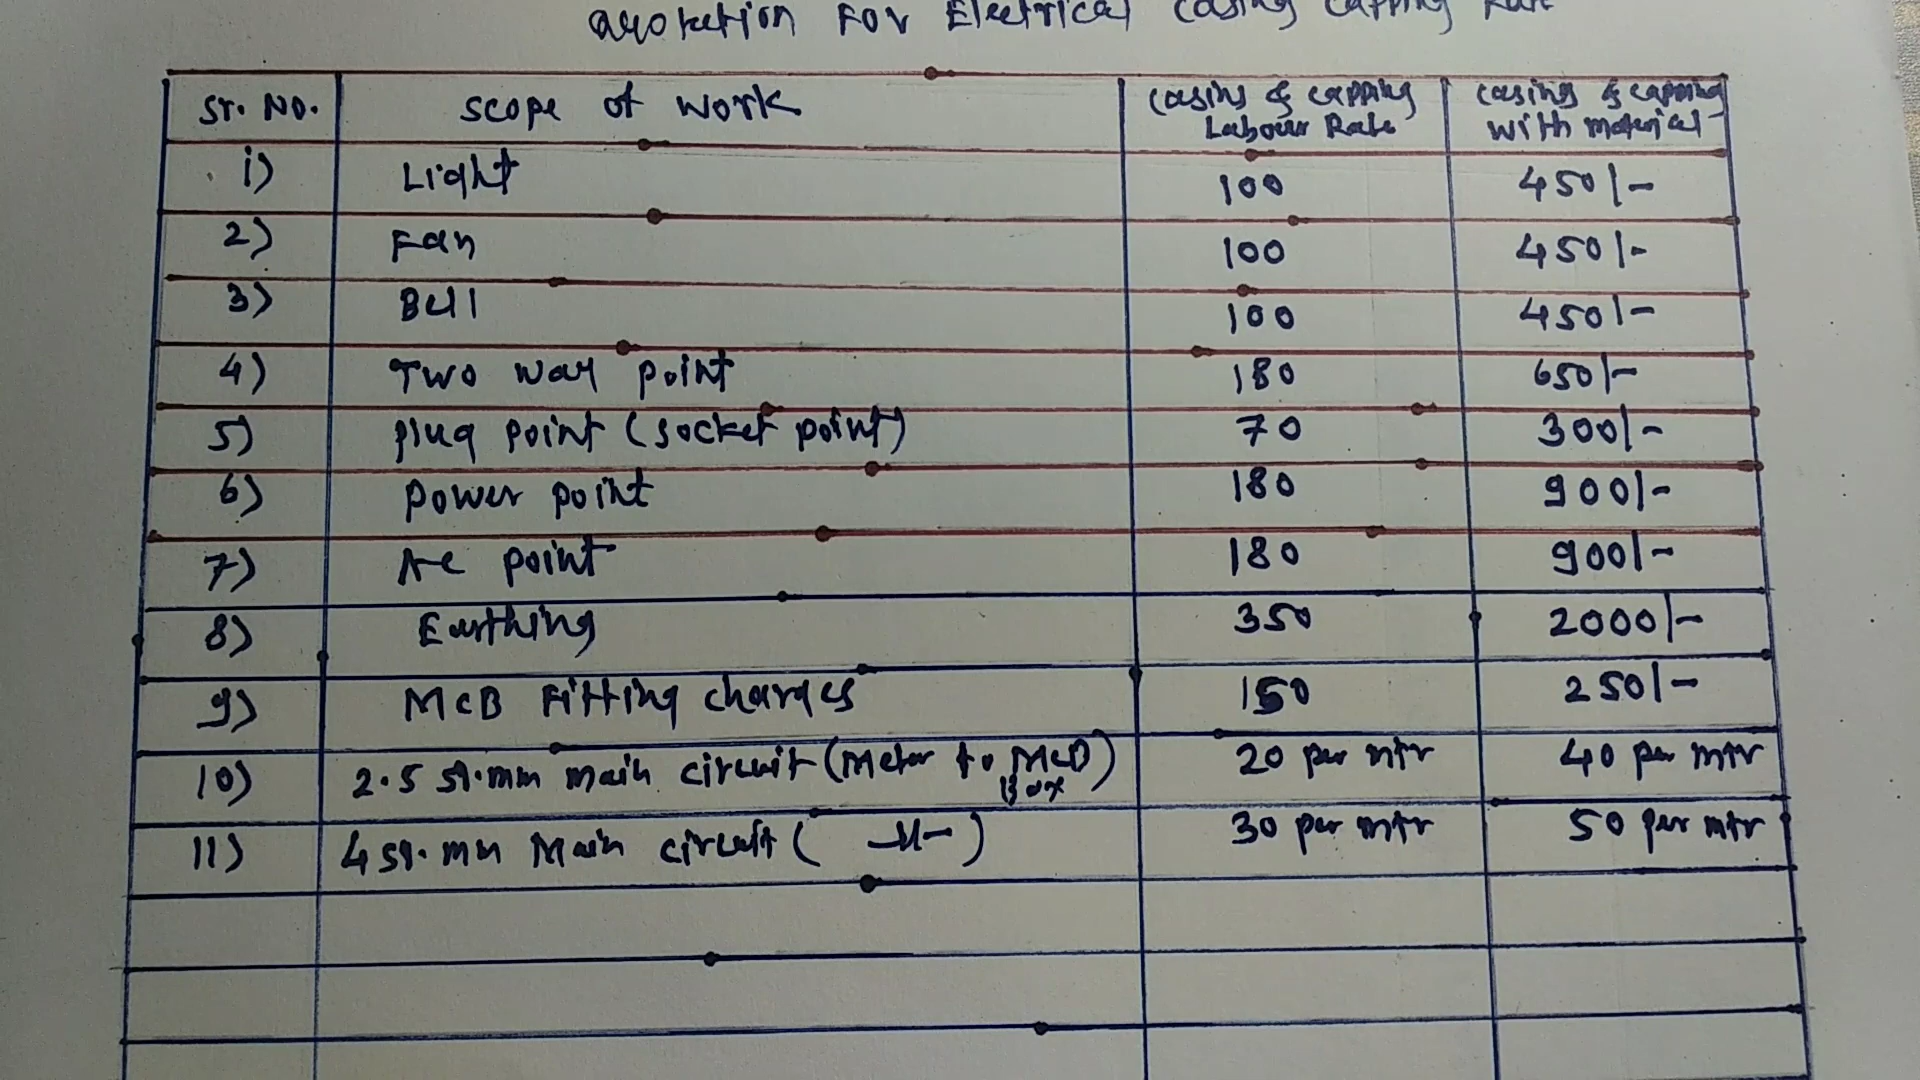 Quotation For Electrical Casing Capping Rate
Sr. No. Scope of work Casing & capping Labour Rate Casing & capping with material
1) Light 100 450/-
2) Fan 100 450/-
3) Bell 100 450/-
4) Two way point 180 650/-
5) Plug point (socket point) 70 300/-
6) Power point 180 900/-
7) Ac point 180 900/-
8) Earthing 350 2000/-
9) MCB Fitting charges 150 250/-
10) 2.5 sq.mm main circuit (Meter to MCB Box) 20 per mtr 40 per mtr
11) 4 sq.mm Main circuit ( -11- ) 30 per mtr 50 per mtr